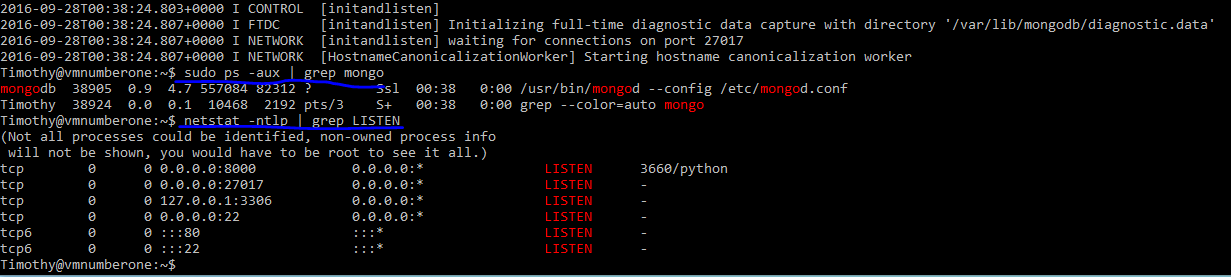 2016-09-28T00:38:24.803+0000 I CONTROL  [initandlisten]
2016-09-28T00:38:24.807+0000 I FTDC     [initandlisten] Initializing full-time diagnostic data capture with directory '/var/lib/mongodb/diagnostic.data'
2016-09-28T00:38:24.807+0000 I NETWORK  [initandlisten] waiting for connections on port 27017
2016-09-28T00:38:24.807+0000 I NETWORK  [HostnameCanonicalizationWorker] Starting hostname canonicalization worker
Timothy@vmnumberone:~$ sudo ps -aux | grep mongo
mongodb  38905  0.9  4.7 557084 82312 ?        Ssl  00:38   0:00 /usr/bin/mongod --config /etc/mongod.conf
Timothy  38924  0.0  0.1  10468  2192 pts/3    S+   00:38   0:00 grep --color=auto mongo
Timothy@vmnumberone:~$ netstat -ntlp | grep LISTEN
(Not all processes could be identified, non-owned process info
 will not be shown, you would have to be root to see it all.)
tcp        0      0 0.0.0.0:8000            0.0.0.0:*               LISTEN      3660/python
tcp        0      0 0.0.0.0:27017           0.0.0.0:*               LISTEN      -
tcp        0      0 127.0.0.1:3306          0.0.0.0:*               LISTEN      -
tcp        0      0 0.0.0.0:22              0.0.0.0:*               LISTEN      -
tcp6       0      0 :::80                   :::*                    LISTEN      -
tcp6       0      0 :::22                   :::*                    LISTEN      -
Timothy@vmnumberone:~$